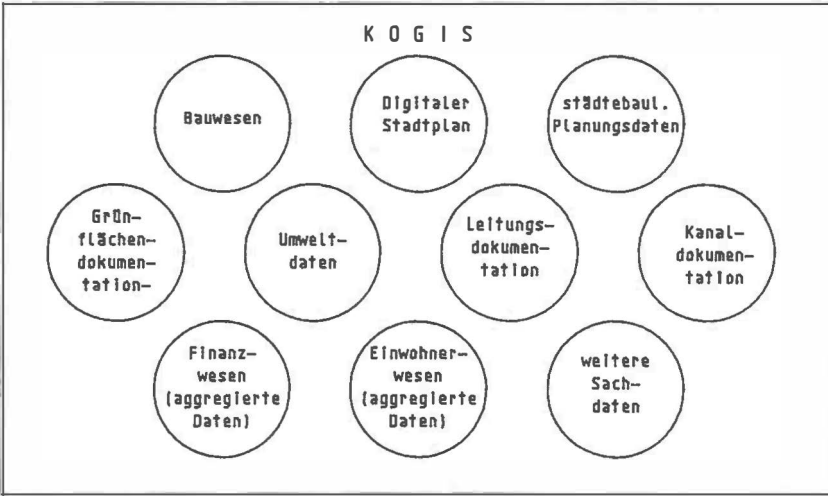 K O G I S
Bauwesen
Digitaler
Stadtplan
städtebaul.
Planungsdaten
Grün-
flächen-
dokumen-
tation-
Umwelt-
daten
Leitungs-
dokumen-
tation
Kanal-
dokumen-
tation
Finanz-
wesen
(aggregierte
Daten)
Einwohner-
wesen
(aggregierte
Daten)
weitere
Sach-
daten